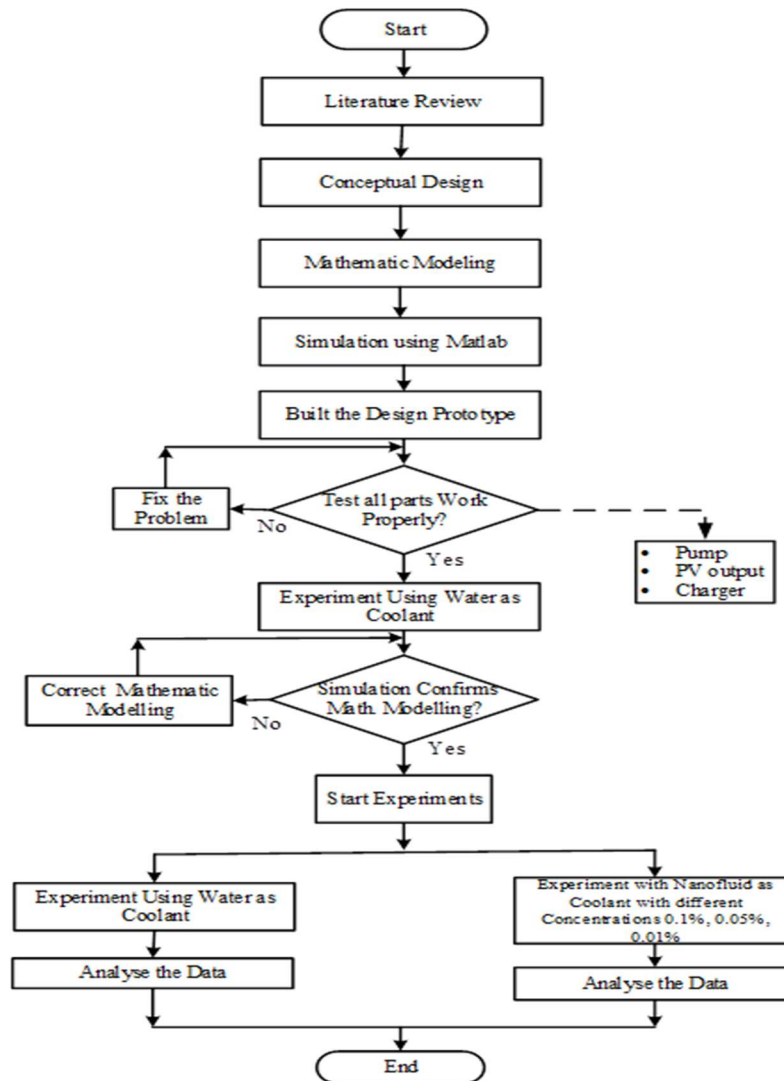 Start
Literature Review
Conceptual Design
Mathematic Modeling
Simulation using Matlab
Built the Design Prototype
Fix the
Problem
No
Test all parts Work
Properly?
Yes
• Pump
• PV output
• Charger
Experiment Using Water as
Coolant
Correct Mathematic
Modelling
No
Simulation Confirms
Math. Modelling?
Yes
Start Experiments
Experiment Using Water as
Coolant
Analyse the Data
Experiment with Nanofluid as
Coolant with different
Concentrations 0.1%, 0.05%,
0.01%
Analyse the Data
End